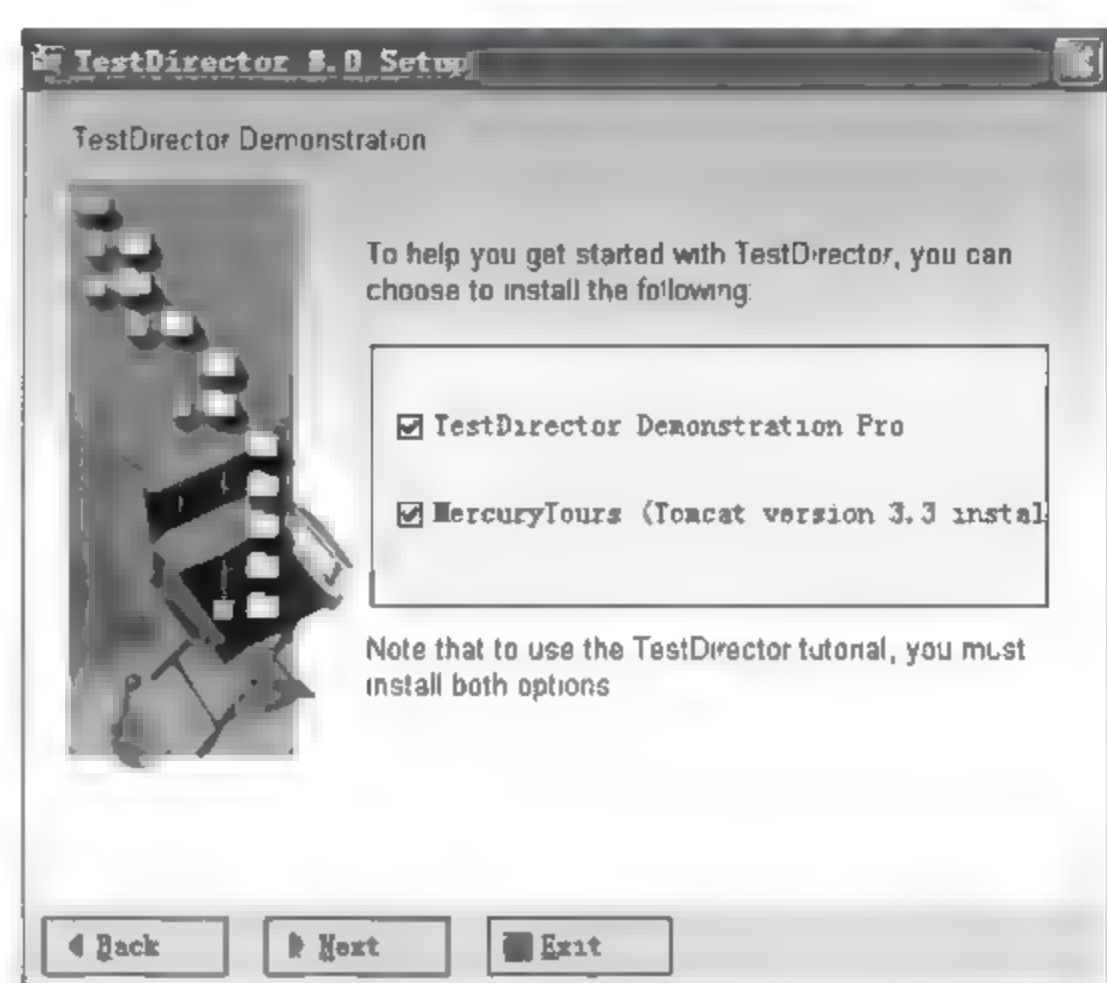 TestDirector 8.0 Setup
TestDirector Demonstration
To help you get started with TestDirector, you can
choose to install the following:
TestDirector Demonstration Pro
MercuryTours (Tomcat version 3.3 instal
Note that to use the TestDirector tutorial, you must
install both options
Back
Next
Exit